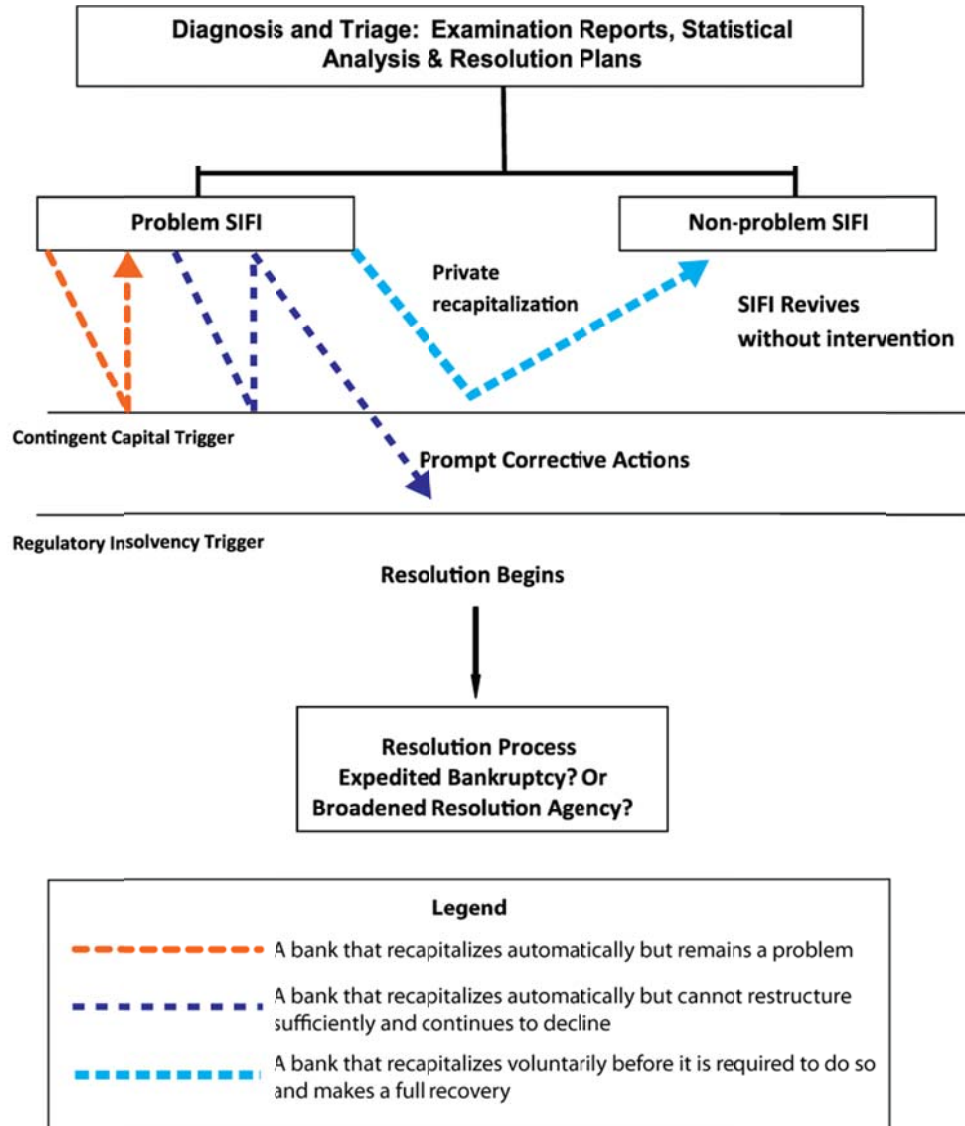 Diagnosis and Triage: Examination Reports, Statistical
Analysis & Resolution Plans
Problem SIFI
Non-problem SIFI
Private
recapitalization
SIFI Revives
without intervention
Contingent Capital Trigger
Prompt Corrective Actions
Regulatory Insolvency Trigger
Resolution Begins
Resolution Process
Expedited Bankruptcy? Or
Broadened Resolution Agency?
Legend
A bank that recapitalizes automatically but remains a problem
A bank that recapitalizes automatically but cannot restructure
sufficiently and continues to decline
A bank that recapitalizes voluntarily before it is required to do so
and makes a full recovery